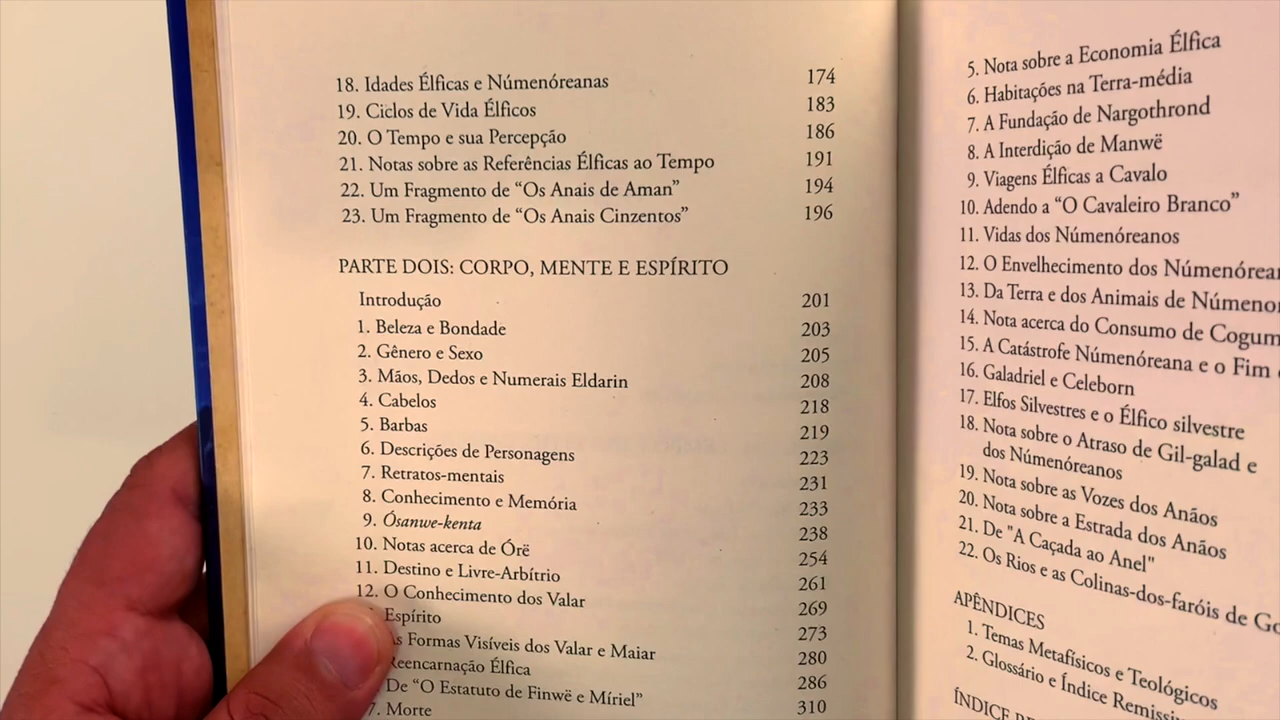 18. Idades Élficas e Númenóreanas 174
19. Ciclos de Vida Élficos 183
20. O Tempo e sua Percepção 186
21. Notas sobre as Referências Élficas ao Tempo 191
22. Um Fragmento de “Os Anais de Aman” 194
23. Um Fragmento de “Os Anais Cinzentos” 196
PARTE DOIS: CORPO, MENTE E ESPÍRITO
Introdução 201
1. Beleza e Bondade 203
2. Gênero e Sexo 205
3. Mãos, Dedos e Numerais Eldarin 208
4. Cabelos 218
5. Barbas 219
6. Descrições de Personagens 223
7. Retratos-mentais 231
8. Conhecimento e Memória 233
9. Ósanwe-kenta 238
10. Notas acerca de Órë 254
11. Destino e Livre-Arbítrio 261
12. O Conhecimento dos Valar 269
Espírito 273
As Formas Visíveis dos Valar e Maiar 280
Reencarnação Élfica 286
De “O Estatuto de Finwë e Míriel” 310
7. Morte
5. Nota sobre a Economia Élfica
6. Habitações na Terra-média
7. A Fundação de Nargothrond
8. A Interdição de Manwë
9. Viagens Élficas a Cavalo
10. Adendo a “O Cavaleiro Branco”
11. Vidas dos Númenóreanos
12. O Envelhecimento dos Númenórea
13. Da Terra e dos Animais de Númeno
14. Nota acerca do Consumo de Cogum
15. A Catástrofe Númenóreana e o Fim
16. Galadriel e Celeborn
17. Elfos Silvestres e o Élfico silvestre
18. Nota sobre o Atraso de Gil-galad e
dos Númenóreanos
19. Nota sobre as Vozes dos Anãos
20. Nota sobre a Estrada dos Anãos
21. De "A Caçada ao Anel"
22. Os Rios e as Colinas-dos-faróis de Go
APÊNDICES
1. Temas Metafísicos e Teológicos
2. Glossário e Índice Remissi
ÍNDICE